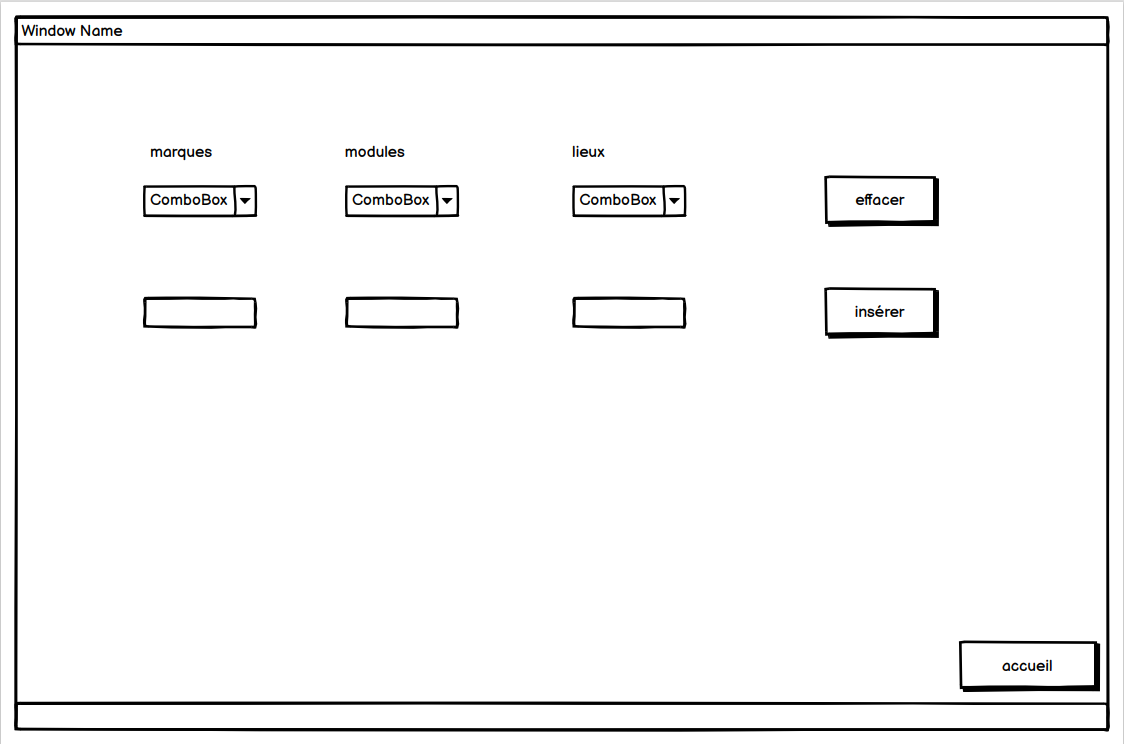 Window Name
marques modules lieux
ComboBox ComboBox ComboBox effacer
insérer
accueil